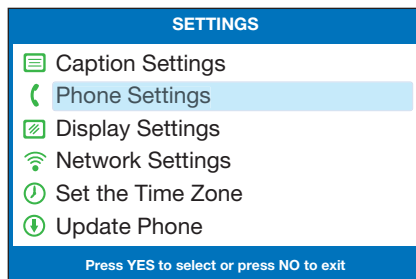 SETTINGS
Caption Settings
Phone Settings
Display Settings
Network Settings
Set the Time Zone
Update Phone
Press YES to select or press NO to exit